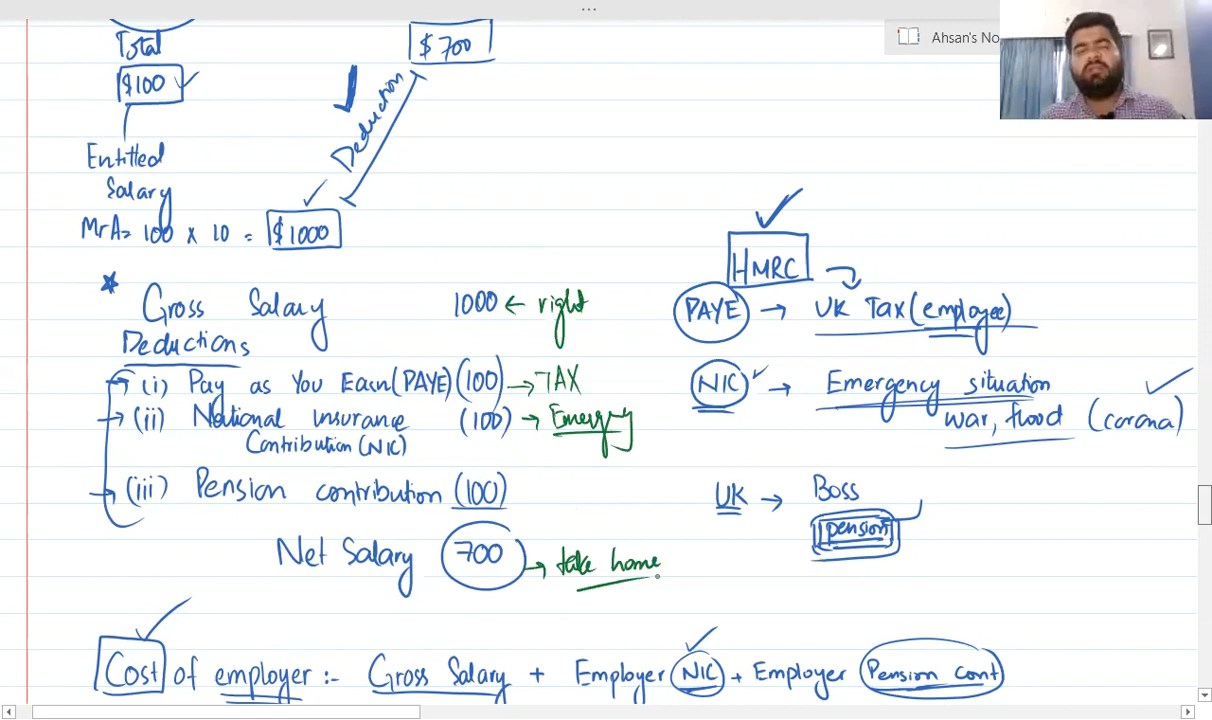 ...
Total
$100
$700
Ahsan's No
Deduction
Entitled
Salary
Mr A= 100 x 10 = $1000
HMRC
Gross Salary 1000 ← right
PAYE → UK Tax (employee)
Deductions
(i) Pay as You Earn (PAYE) (100) → TAX
NIC → Emergency situation
war, flood (corona)
(ii) National insurance (100) → Emergency
Contribution (NIC)
(iii) Pension contribution (100)
UK → Boss
pension
Net Salary 700 → take home
Cost of employer :- Gross Salary + Employer NIC + Employer Pension cont